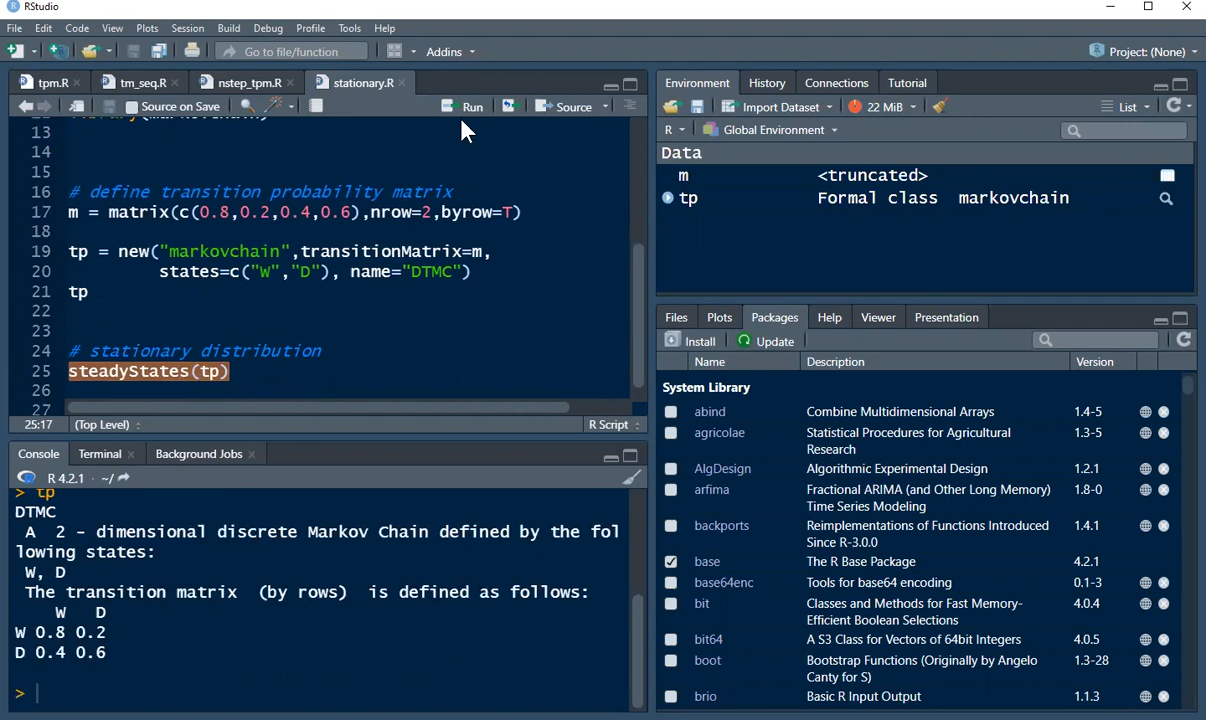 RStudio
File Edit Code View Plots Session Build Debug Profile Tools Help
Go to file/function Addins Project: (None)
tpm.R tm_seq.R nstep_tpm.R stationary.R
Source on Save Run Source
13
14
15
16 # define transition probability matrix
17 m = matrix(c(0.8,0.2,0.4,0.6),nrow=2,byrow=T)
18
19 tp = new("markovchain",transitionMatrix=m,
20 states=c("W","D"), name="DTMC")
21 tp
22
23
24 # stationary distribution
25 steadyStates(tp)
26
27
25:17 (Top Level) R Script
Console Terminal Background Jobs
R 4.2.1 · ~/
> tp
DTMC
A 2 - dimensional discrete Markov Chain defined by the fol
lowing states:
W, D
The transition matrix (by rows) is defined as follows:
W D
W 0.8 0.2
D 0.4 0.6
>
Environment History Connections Tutorial
Import Dataset 22 MiB List
R Global Environment
Data
m <truncated>
tp Formal class markovchain
Files Plots Packages Help Viewer Presentation
Install Update
Name Description Version
System Library
abind Combine Multidimensional Arrays 1.4-5
agricolae Statistical Procedures for Agricultural 1.3-5
Research
AlgDesign Algorithmic Experimental Design 1.2.1
arfima Fractional ARIMA (and Other Long Memory) 1.8-0
Time Series Modeling
backports Reimplementations of Functions Introduced 1.4.1
Since R-3.0.0
base The R Base Package 4.2.1
base64enc Tools for base64 encoding 0.1-3
bit Classes and Methods for Fast Memory- 4.0.4
Efficient Boolean Selections
bit64 A S3 Class for Vectors of 64bit Integers 4.0.5
boot Bootstrap Functions (Originally by Angelo 1.3-28
Canty for S)
brio Basic R Input Output 1.1.3